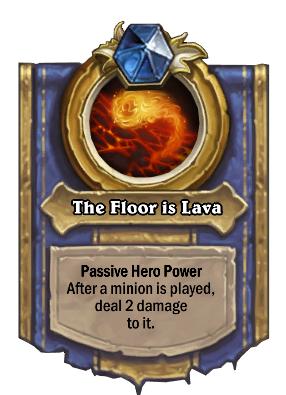 The Floor is Lava
Passive Hero Power
After a minion is played,
deal 2 damage
to it.